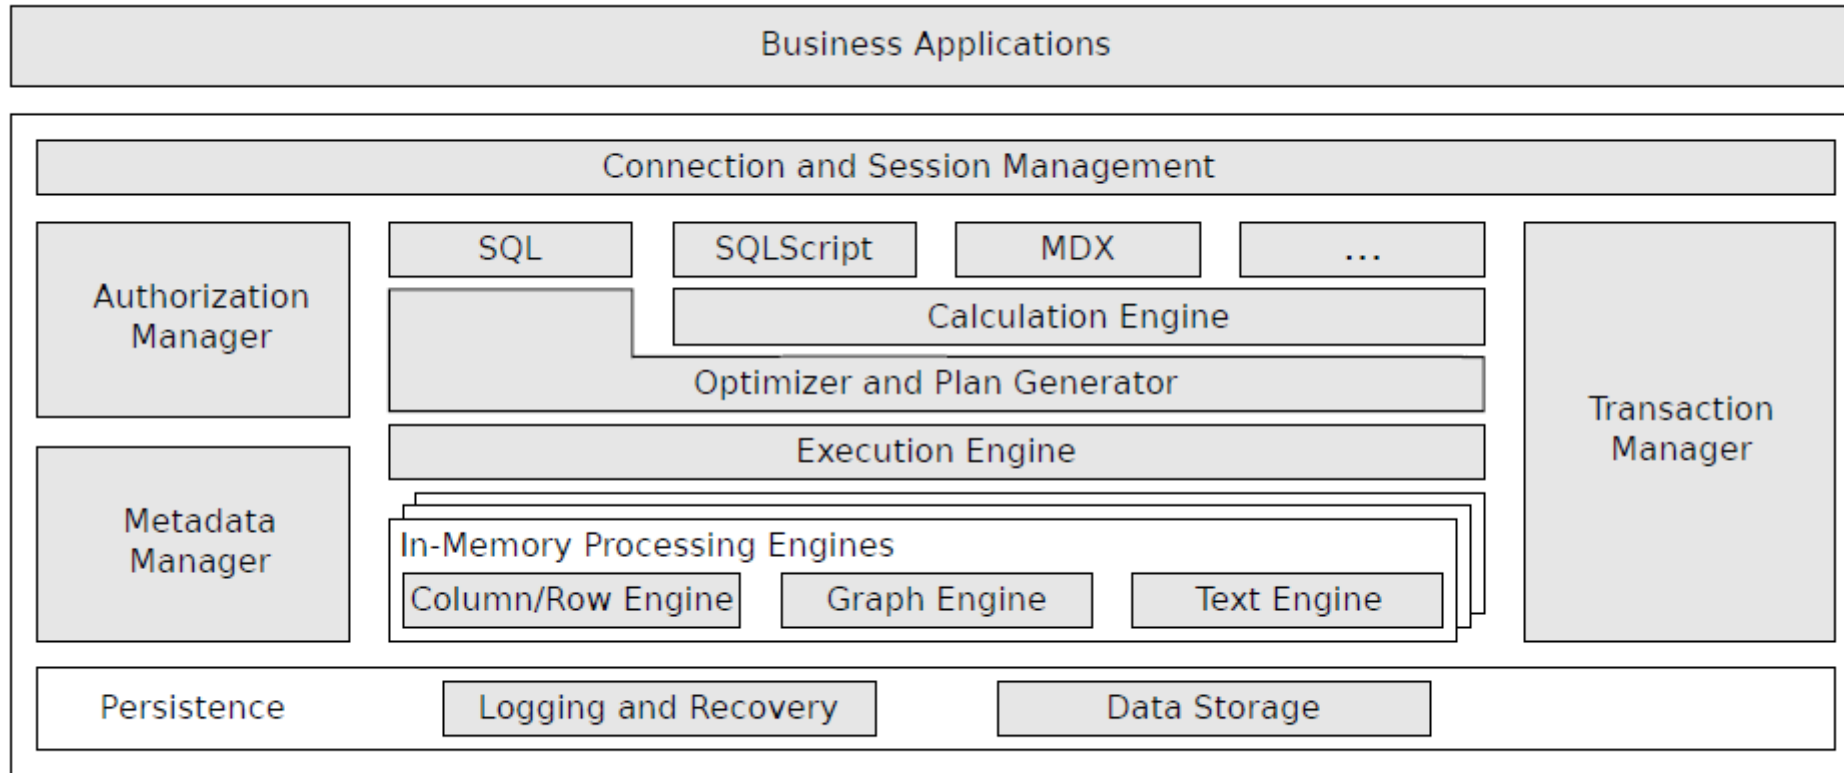 Business Applications
Connection and Session Management
SQL
SQLScript
MDX
...
Authorization
Manager
Calculation Engine
Optimizer and Plan Generator
Transaction
Manager
Execution Engine
Metadata
Manager
In-Memory Processing Engines
Column/Row Engine
Graph Engine
Text Engine
Persistence
Logging and Recovery
Data Storage